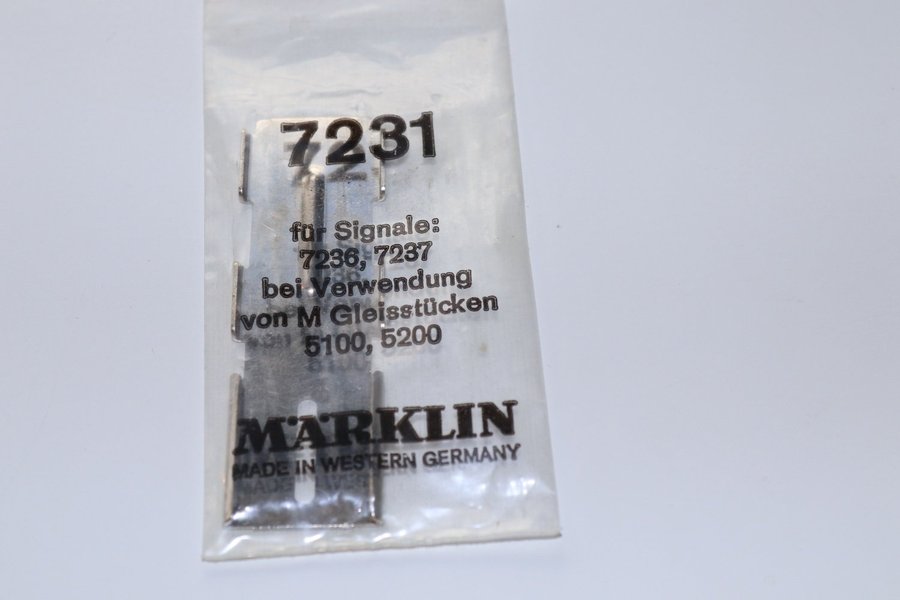 7231
für Signale:
7236, 7237
bei Verwendung
von M Gleisstücken
5100, 5200
MÄRKLIN
MADE IN WESTERN GERMANY